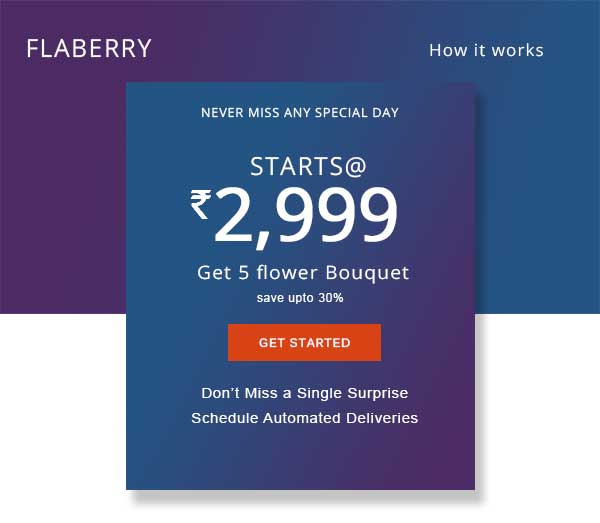 FLABERRY
How it works
NEVER MISS ANY SPECIAL DAY
STARTS@
₹2,999
Get 5 flower Bouquet
save upto 30%
GET STARTED
Don't Miss a Single Surprise
Schedule Automated Deliveries